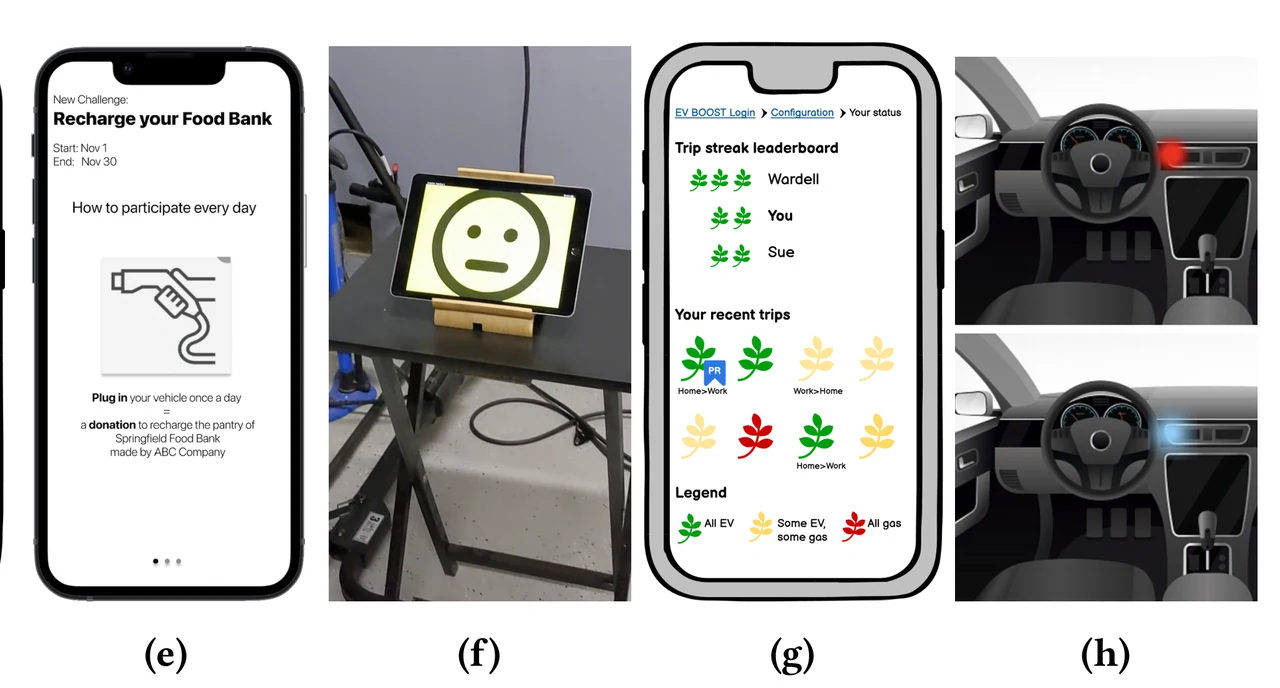 New Challenge:
Recharge your Food Bank
Start: Nov 1
End: Nov 30
How to participate every day
Plug in your vehicle once a day
=
a donation to recharge the pantry of
Springfield Food Bank
made by ABC Company
(e)
(f)
EV BOOST Login > Configuration > Your status
Trip streak leaderboard
Wardell
You
Sue
Your recent trips
PR
Home>Work
Work>Home
Home>Work
Legend
All EV
Some EV,
some gas
All gas
(g)
(h)